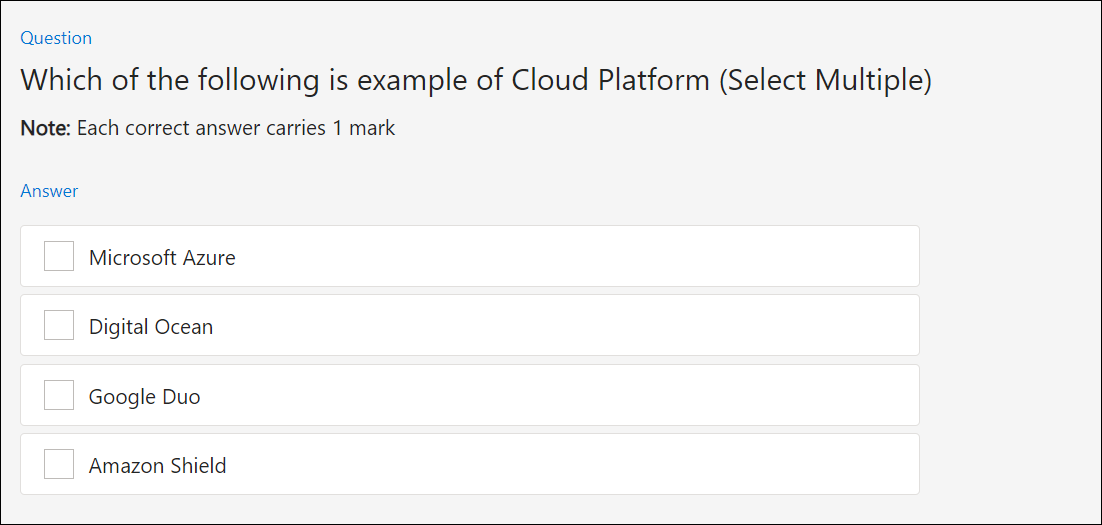 Question
Which of the following is example of Cloud Platform (Select Multiple)
Note: Each correct answer carries 1 mark
Answer
Microsoft Azure
Digital Ocean
Google Duo
Amazon Shield